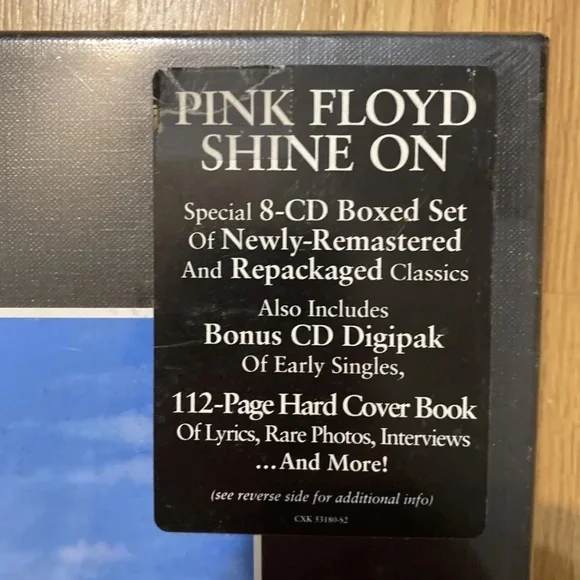 PINK FLOYD
SHINE ON
Special 8-CD Boxed Set
Of Newly-Remastered
And Repackaged Classics
Also Includes
Bonus CD Digipak
Of Early Singles,
112-Page Hard Cover Book
Of Lyrics, Rare Photos, Interviews
...And More!
(see reverse side for additional info)
CXK 53180-S2